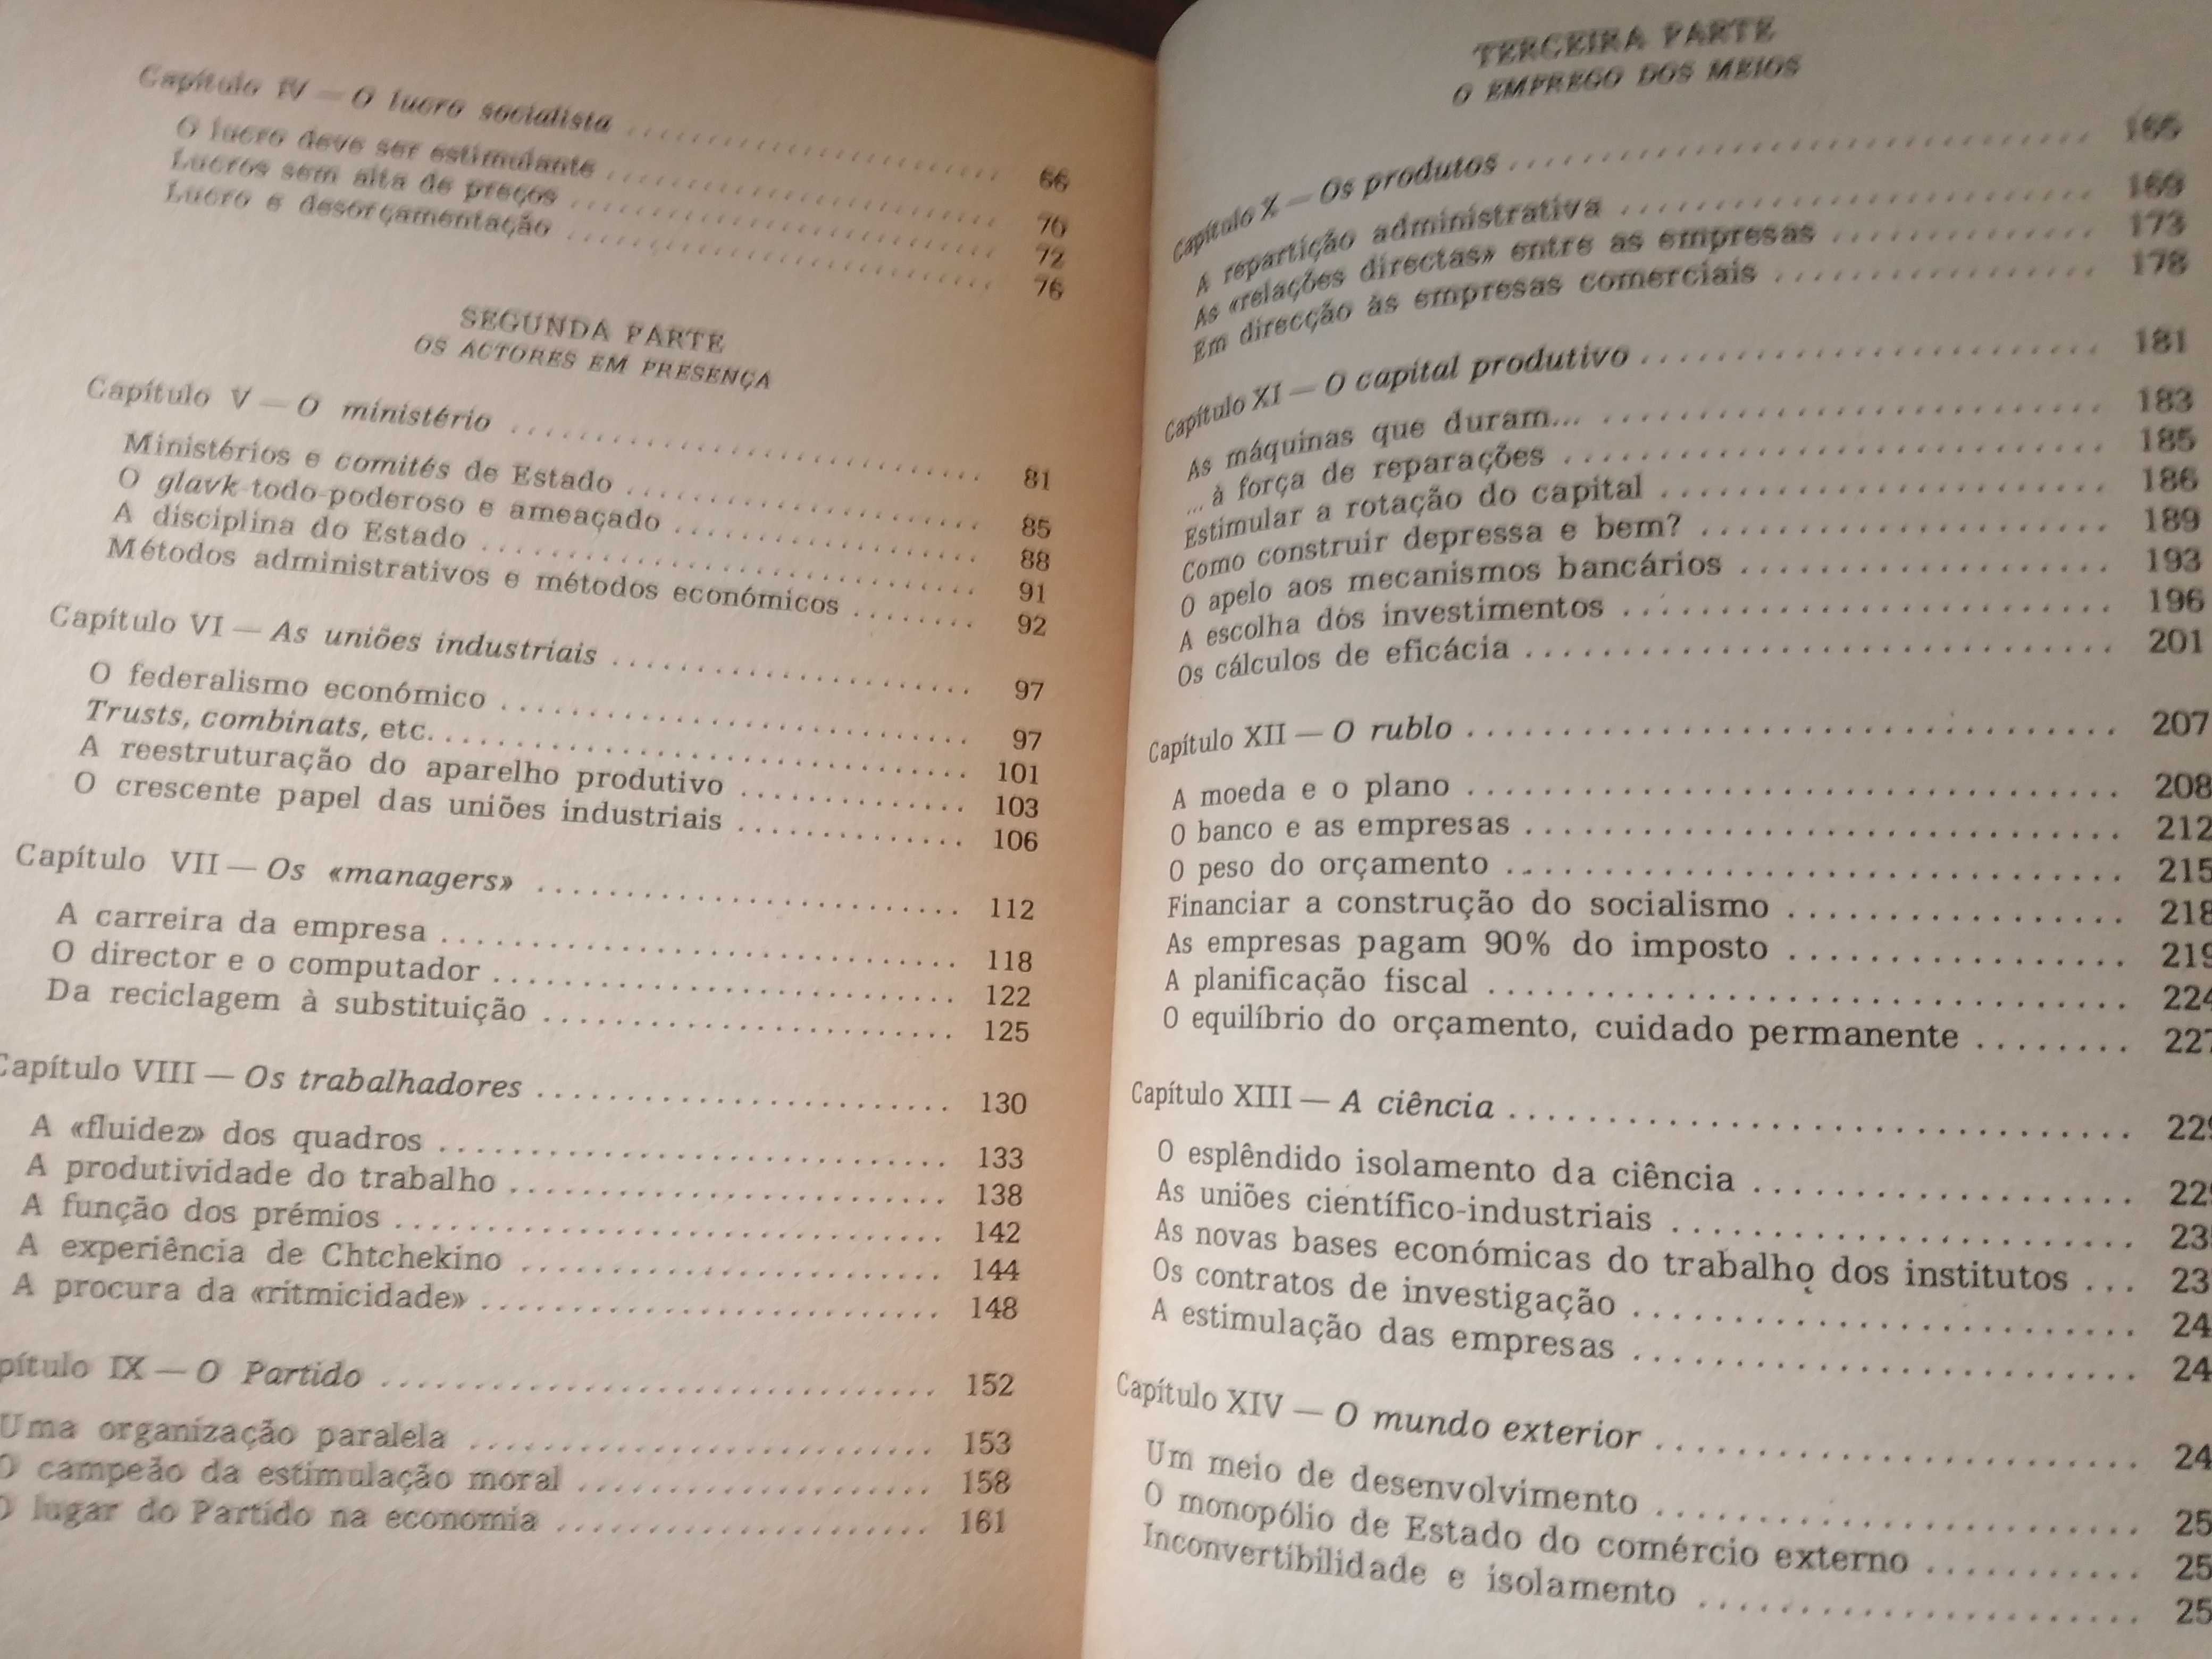 Capítulo IV — O lucro socialista ........ 66
O lucro deve ser estimulante ........ 70
Lucros sem alta de preços ........ 72
Lucro e desorçamentação ........ 76
SEGUNDA PARTE
OS ACTORES EM PRESENÇA
Capítulo V — O ministério ........ 81
Ministérios e comités de Estado ........ 85
O glavk todo-poderoso e ameaçado ........ 88
A disciplina do Estado ........ 91
Métodos administrativos e métodos económicos ........ 92
Capítulo VI — As uniões industriais ........ 97
O federalismo económico ........ 97
Trusts, combinats, etc. ........ 101
A reestruturação do aparelho produtivo ........ 103
O crescente papel das uniões industriais ........ 106
Capítulo VII — Os «managers» ........ 112
A carreira da empresa ........ 118
O director e o computador ........ 122
Da reciclagem à substituição ........ 125
Capítulo VIII — Os trabalhadores ........ 130
A «fluidez» dos quadros ........ 133
A produtividade do trabalho ........ 138
A função dos prémios ........ 142
A experiência de Chtchekino ........ 144
A procura da «ritmicidade» ........ 148
pítulo IX — O Partido ........ 152
Uma organização paralela ........ 153
O campeão da estimulação moral ........ 158
O lugar do Partido na economia ........ 161
TERCEIRA PARTE
O EMPREGO DOS MEIOS
Capítulo X — Os produtos ........ 165
A repartição administrativa ........ 169
As «relações directas» entre as empresas ........ 173
Em direcção às empresas comerciais ........ 178
Capítulo XI — O capital produtivo ........ 181
As máquinas que duram... ........ 183
...à força de reparações ........ 185
Estimular a rotação do capital ........ 186
Como construir depressa e bem? ........ 189
O apelo aos mecanismos bancários ........ 193
A escolha dos investimentos ........ 196
Os cálculos de eficácia ........ 201
Capítulo XII — O rublo ........ 207
A moeda e o plano ........ 208
O banco e as empresas ........ 212
O peso do orçamento ........ 215
Financiar a construção do socialismo ........ 218
As empresas pagam 90% do imposto ........ 219
A planificação fiscal ........ 224
O equilíbrio do orçamento, cuidado permanente ........ 227
Capítulo XIII — A ciência ........ 229
O esplêndido isolamento da ciência ........ 229
As uniões científico-industriais ........ 23
As novas bases económicas do trabalho dos institutos ... 23
Os contratos de investigação ........ 24
A estimulação das empresas ........ 24
Capítulo XIV — O mundo exterior ........ 24
Um meio de desenvolvimento ........ 25
O monopólio de Estado do comércio externo ........ 25
Inconvertibilidade e isolamento ........ 25